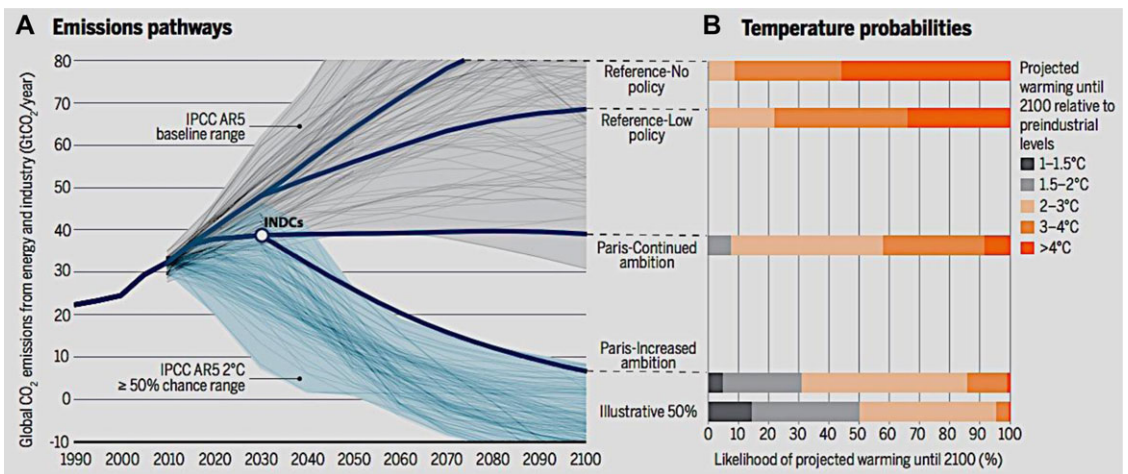 A Emissions pathways
Global CO₂ emissions from energy and industry (GtCO₂/year)
80
70
60
50
40
30
20
10
0
-10
IPCC AR5
baseline range
INDCs
IPCC AR5 2°C
≥ 50% chance range
1990 2000 2010 2020 2030 2040 2050 2060 2070 2080 2090 2100
B Temperature probabilities
Reference-No
policy
Reference-Low
policy
Paris-Continued
ambition
Paris-Increased
ambition
Illustrative 50%
0 10 20 30 40 50 60 70 80 90 100
Likelihood of projected warming until 2100 (%)
Projected
warming until
2100 relative to
preindustrial
levels
1–1.5°C
1.5–2°C
2–3°C
3–4°C
>4°C